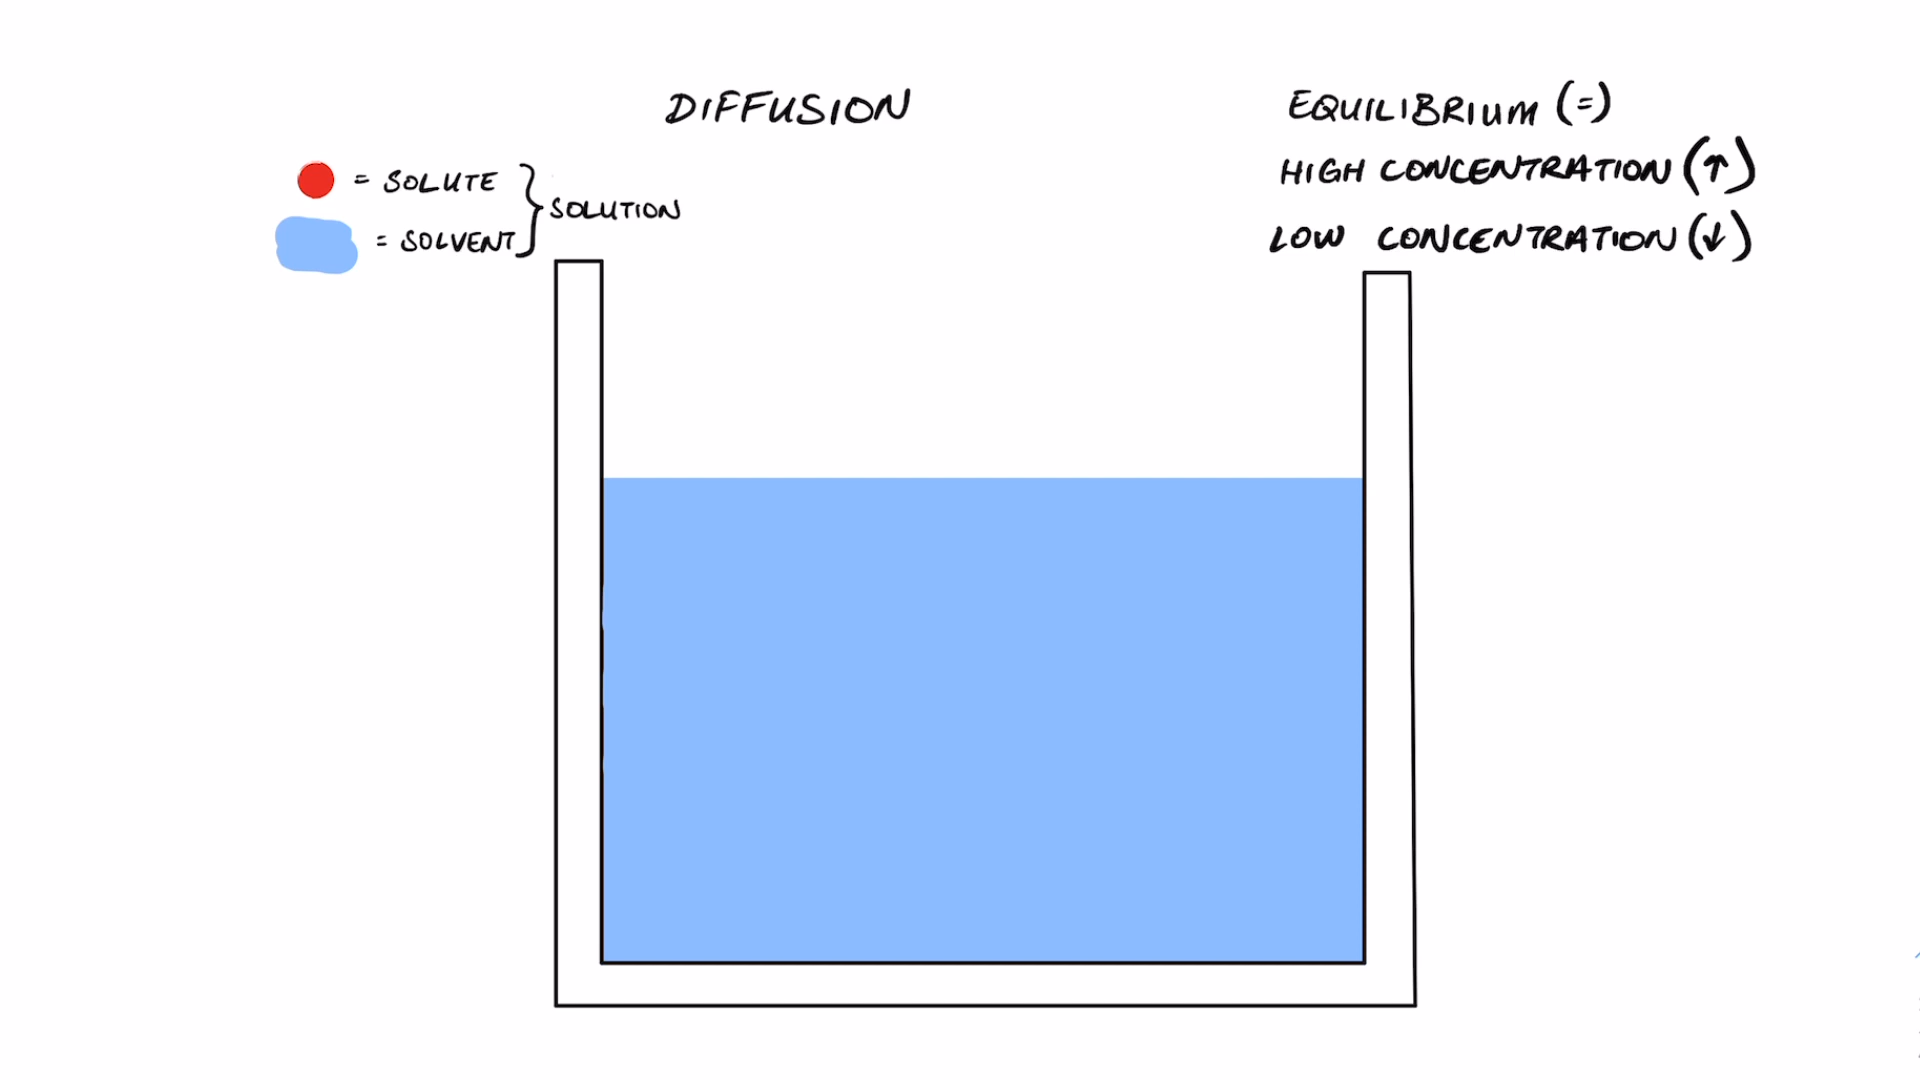 DIFFUSION
= SOLUTE
= SOLVENT
SOLUTION
EQUILIBRIUM (=)
HIGH CONCENTRATION (↑)
LOW CONCENTRATION (↓)